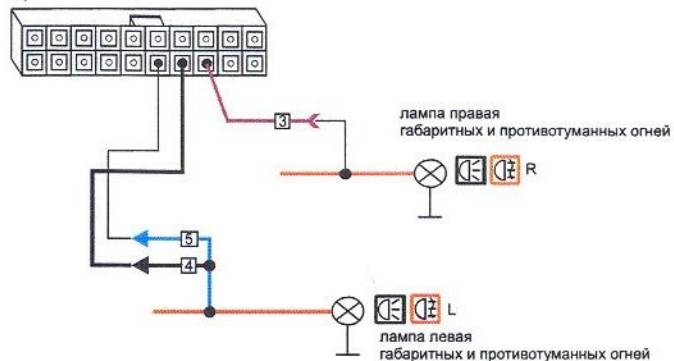 3
лампа правая
габаритных и противотуманных огней
R
5
4
L
лампа левая
габаритных и противотуманных огней